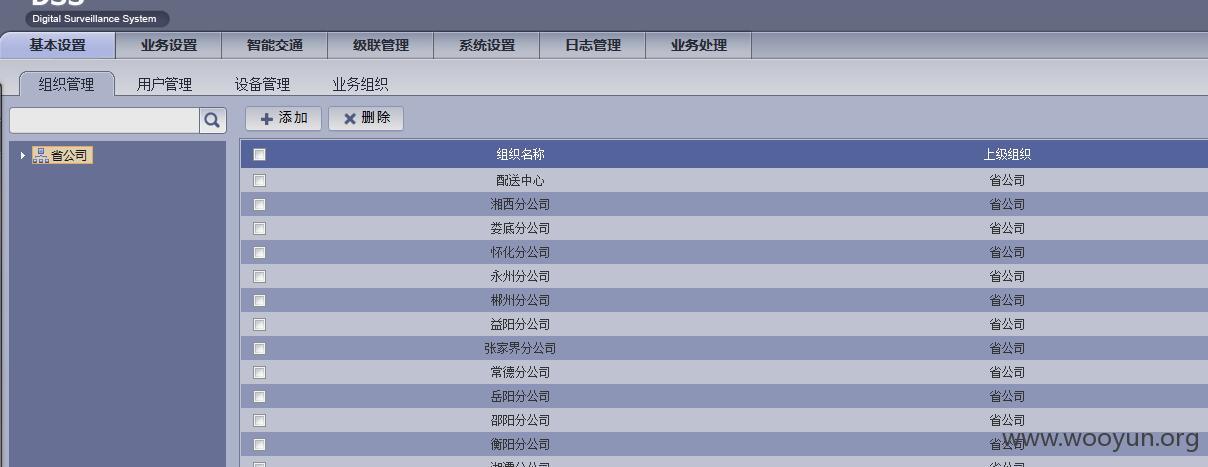 DSS
Digital Surveillance System
基本设置 业务设置 智能交通 级联管理 系统设置 日志管理 业务处理
组织管理 用户管理 设备管理 业务组织
添加 删除
省公司
组织名称 上级组织
配送中心 省公司
湘西分公司 省公司
娄底分公司 省公司
怀化分公司 省公司
永州分公司 省公司
郴州分公司 省公司
益阳分公司 省公司
张家界分公司 省公司
常德分公司 省公司
岳阳分公司 省公司
邵阳分公司 省公司
衡阳分公司 省公司
www.wooyun.org